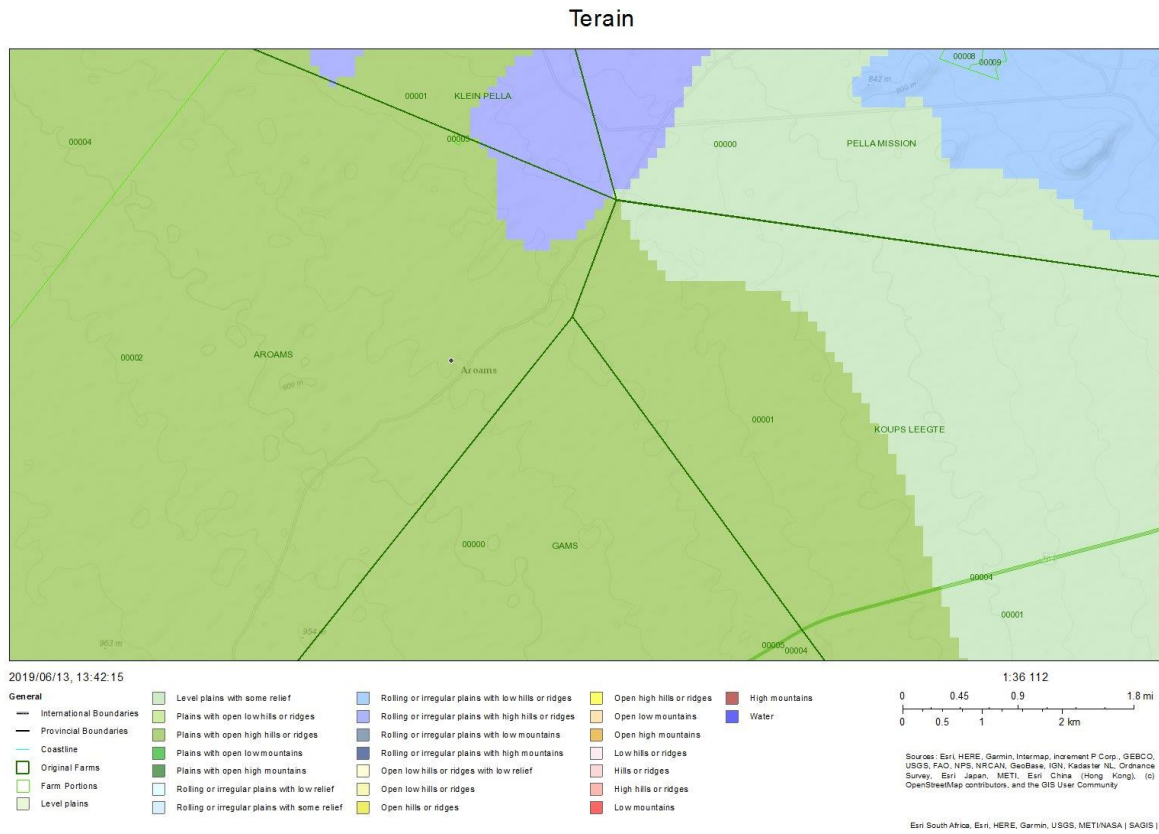 Terain
00008
00009
842 m
900 m
00001
KLEIN PELLA
00003
00004
00000
PELLA MISSION
00002
AROAMS
Aroams
909 m
00001
KOUPS LEEGTE
00000
GAMS
00004
00001
954 m
963 m
00005
00004
2019/06/13, 13:42:15
1:36 112
General
International Boundaries
Provincial Boundaries
Coastline
Original Farms
Farm Portions
Level plains
Level plains with some relief
Plains with open low hills or ridges
Plains with open high hills or ridges
Plains with open low mountains
Plains with open high mountains
Rolling or irregular plains with low relief
Rolling or irregular plains with some relief
Rolling or irregular plains with low hills or ridges
Rolling or irregular plains with high hills or ridges
Rolling or irregular plains with low mountains
Rolling or irregular plains with high mountains
Open low hills or ridges with low relief
Open low hills or ridges
Open hills or ridges
Open high hills or ridges
Open low mountains
Open high mountains
Low hills or ridges
Hills or ridges
High hills or ridges
Low mountains
High mountains
Water
0 0.45 0.9 1.8 mi
0 0.5 1 2 km
Sources: Esri, HERE, Garmin, Intermap, increment P Corp., GEBCO,
USGS, FAO, NPS, NRCAN, GeoBase, IGN, Kadaster NL, Ordnance
Survey, Esri Japan, METI, Esri China (Hong Kong), (c)
OpenStreetMap contributors, and the GIS User Community
Esri South Africa, Esri, HERE, Garmin, USGS, METI/NASA | SAGIS |